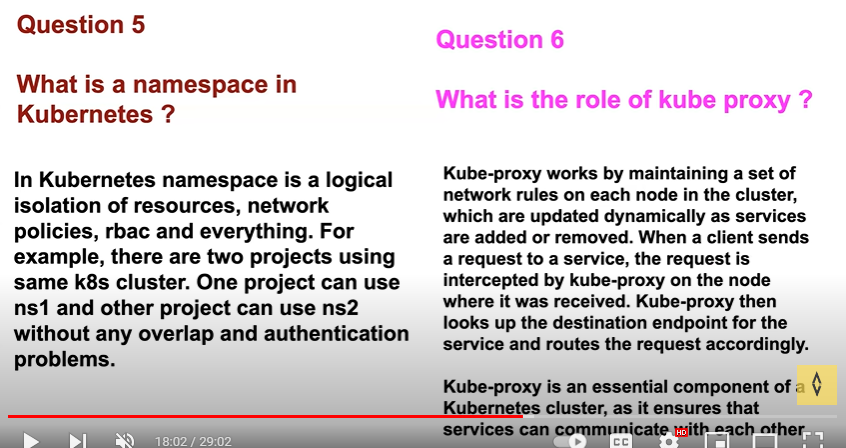 Question 5
What is a namespace in
Kubernetes ?
In Kubernetes namespace is a logical
isolation of resources, network
policies, rbac and everything. For
example, there are two projects using
same k8s cluster. One project can use
ns1 and other project can use ns2
without any overlap and authentication
problems.
Question 6
What is the role of kube proxy ?
Kube-proxy works by maintaining a set of
network rules on each node in the cluster,
which are updated dynamically as services
are added or removed. When a client sends
a request to a service, the request is
intercepted by kube-proxy on the node
where it was received. Kube-proxy then
looks up the destination endpoint for the
service and routes the request accordingly.
Kube-proxy is an essential component of a
Kubernetes cluster, as it ensures that
services can communicate with each other
18:02 / 29:02
CC
HD